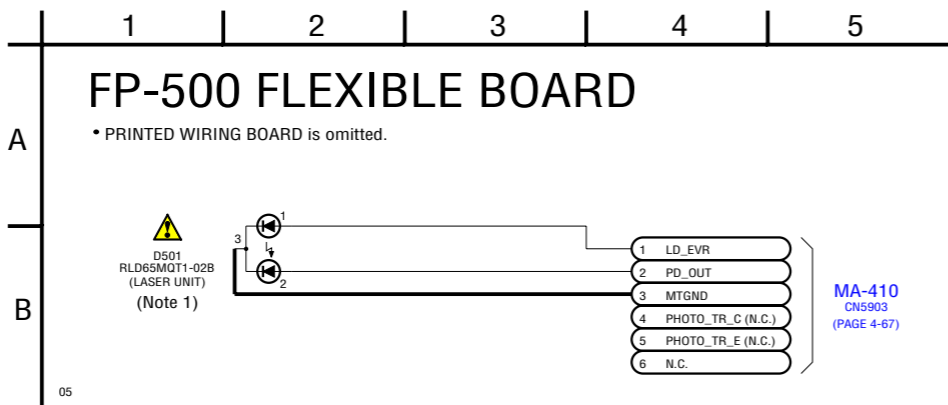 1 2 3 4 5
FP-500 FLEXIBLE BOARD
A
• PRINTED WIRING BOARD is omitted.
D501
RLD65MQT1-02B
(LASER UNIT)
(Note 1)
3
1
2
B
1 LD_EVR
2 PD_OUT
3 MTGND
4 PHOTO_TR_C (N.C.)
5 PHOTO_TR_E (N.C.)
6 N.C.
MA-410
CN5903
(PAGE 4-67)
05